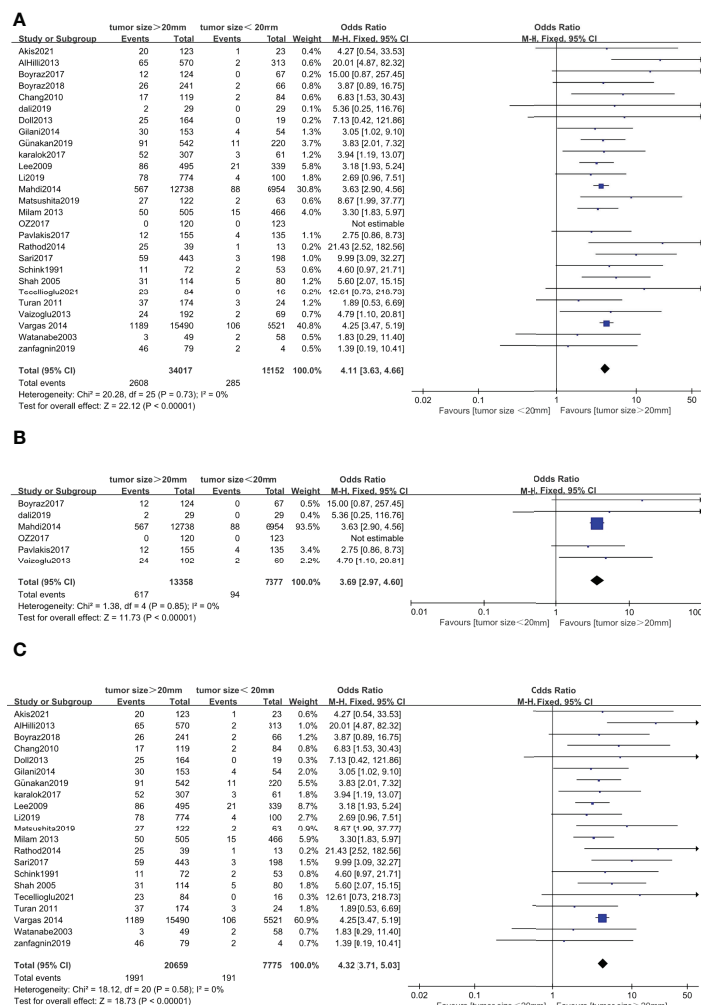 A
tumor size>20mm tumor size<20mm Odds Ratio Odds Ratio
Study or Subgroup Events Total Events Total Weight M-H. Fixed. 95% CI M-H. Fixed. 95% CI
Akis2021 20 123 1 23 0.4% 4.27 [0.54, 33.53]
AlHilli2013 65 570 2 313 0.4% 20.01 [4.87, 82.32]
Boyraz2017 12 124 0 67 0.1% 15.00 [0.87, 257.45]
Boyraz2018 26 241 2 66 0.6% 3.87 [0.89, 16.75]
Chang2010 17 119 2 84 0.6% 6.83 [1.53, 30.43]
dali2019 2 29 0 29 0.1% 5.36 [0.25, 116.76]
Doll2013 25 164 0 19 0.2% 7.13 [0.42, 121.86]
Gilani2014 30 153 4 54 0.9% 3.05 [1.02, 9.10]
Günakan2019 91 542 11 220 3.0% 3.83 [2.01, 7.32]
karalok2017 52 307 3 61 0.8% 3.94 [1.19, 13.07]
Lee2009 86 495 21 339 4.0% 3.18 [1.93, 5.24]
Li2019 78 774 4 100 1.2% 2.69 [0.96, 7.51]
Mahdi2014 567 12738 88 6954 30.8% 3.63 [2.90, 4.56]
Matsushita2019 27 122 2 63 0.4% 8.67 [1.99, 37.77]
Milam 2013 50 505 15 466 4.0% 3.30 [1.83, 5.97]
OZ2017 0 120 0 123 Not estimable
Pavlakis2017 12 155 4 135 1.1% 2.75 [0.86, 8.73]
Rathod2014 25 39 1 13 0.2% 21.43 [2.52, 182.56]
Sari2017 59 443 3 198 1.0% 9.99 [3.09, 32.27]
Schink1991 11 72 2 53 0.5% 4.60 [0.97, 21.71]
Shah 2005 31 114 5 80 1.2% 5.60 [2.07, 15.15]
Tecellioglu2021 23 84 0 16 0.2% 12.61 [0.73, 218.73]
Turan 2011 37 174 3 24 1.2% 1.89 [0.53, 6.69]
Vaizoglu2013 24 192 2 69 0.7% 4.79 [1.10, 20.81]
Vargas 2014 1189 15490 106 5521 40.8% 4.25 [3.47, 5.19]
Watanabe2003 3 49 2 58 0.5% 1.83 [0.29, 11.40]
zanfagnin2019 46 79 2 4 0.5% 1.39 [0.19, 10.41]
Total (95% CI) 34017 15152 100.0% 4.11 [3.63, 4.66]
Total events 2608 285
Heterogeneity: Chi² = 20.28, df = 25 (P = 0.73); I² = 0%
Test for overall effect: Z = 22.12 (P < 0.00001)
0.02 0.1 1 10 50
Favours [tumor size <20mm] Favours [tumor size>20mm]
B
tumor size>20mm tumor size<20mm Odds Ratio Odds Ratio
Study or Subgroup Events Total Events Total Weight M-H. Fixed. 95% CI M-H. Fixed. 95% CI
Boyraz2017 12 124 0 67 0.5% 15.00 [0.87, 257.45]
dali2019 2 29 0 29 0.4% 5.36 [0.25, 116.76]
Mahdi2014 567 12738 88 6954 93.5% 3.63 [2.90, 4.56]
OZ2017 0 120 0 123 Not estimable
Pavlakis2017 12 155 4 135 3.4% 2.75 [0.86, 8.73]
Vaizoglu2013 24 192 2 69 2.2% 4.79 [1.10, 20.81]
Total (95% CI) 13358 7377 100.0% 3.69 [2.97, 4.60]
Total events 617 94
Heterogeneity: Chi² = 1.38, df = 4 (P = 0.85); I² = 0%
Test for overall effect: Z = 11.73 (P < 0.00001)
0.01 0.1 1 10 100
Favours [tumor size<20mm] Favours [tumor size>20mm]
C
tumor size>20mm tumor size<20mm Odds Ratio Odds Ratio
Study or Subgroup Events Total Events Total Weight M-H. Fixed. 95% CI M-H. Fixed. 95% CI
Akis2021 20 123 1 23 0.6% 4.27 [0.54, 33.53]
AlHilli2013 65 570 2 313 0.6% 20.01 [4.87, 82.32]
Boyraz2018 26 241 2 66 0.8% 3.87 [0.89, 16.75]
Chang2010 17 119 2 84 0.8% 6.83 [1.53, 30.43]
Doll2013 25 164 0 19 0.2% 7.13 [0.42, 121.86]
Gilani2014 30 153 4 54 1.4% 3.05 [1.02, 9.10]
Günakan2019 91 542 11 220 4.4% 3.83 [2.01, 7.32]
karalok2017 52 307 3 61 1.2% 3.94 [1.19, 13.07]
Lee2009 86 495 21 339 6.0% 3.18 [1.93, 5.24]
Li2019 78 774 4 100 1.9% 2.69 [0.96, 7.51]
Matsushita2019 27 122 2 63 0.9% 8.67 [1.99, 37.77]
Milam 2013 50 505 15 466 4.0% 3.30 [1.83, 5.97]
Rathod2014 25 39 1 13 0.2% 21.43 [2.52, 182.56]
Sari2017 59 443 3 198 1.0% 9.99 [3.09, 32.27]
Schink1991 11 72 2 53 0.6% 4.60 [0.97, 21.71]
Shah 2005 31 114 5 80 1.2% 5.60 [2.07, 15.15]
Tecellioglu21 23 84 0 16 0.2% 12.61 [0.73, 218.73]
Turan 2011 37 174 3 24 1.2% 1.89 [0.53, 6.69]
Vargas 2014 1189 15490 106 5521 60.9% 4.25 [3.47, 5.19]
Watanabe2003 3 49 2 58 0.6% 1.83 [0.29, 11.40]
zanfagnin2019 46 79 2 4 0.4% 1.39 [0.19, 10.41]
Total (95% CI) 20659 7775 100.0% 4.32 [3.71, 5.03]
Total events 1991 191
Heterogeneity: Chi² = 18.12, df = 20 (P = 0.58); I² = 0%
Test for overall effect: Z = 18.73 (P < 0.00001)
0.02 0.1 1 10 50